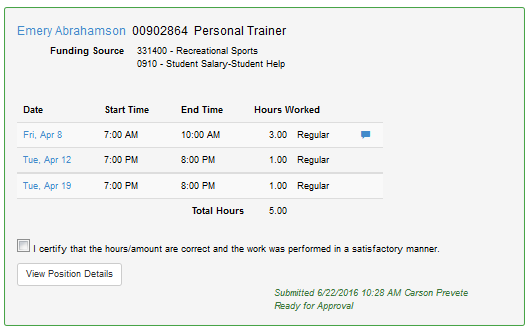 Emery Abrahamson 00902864 Personal Trainer
Funding Source 331400 - Recreational Sports
0910 - Student Salary-Student Help
Date Start Time End Time Hours Worked
Fri, Apr 8 7:00 AM 10:00 AM 3.00 Regular
Tue, Apr 12 7:00 PM 8:00 PM 1.00 Regular
Tue, Apr 19 7:00 PM 8:00 PM 1.00 Regular
Total Hours 5.00
I certify that the hours/amount are correct and the work was performed in a satisfactory manner.
View Position Details
Submitted 6/22/2016 10:28 AM Carson Prevete
Ready for Approval